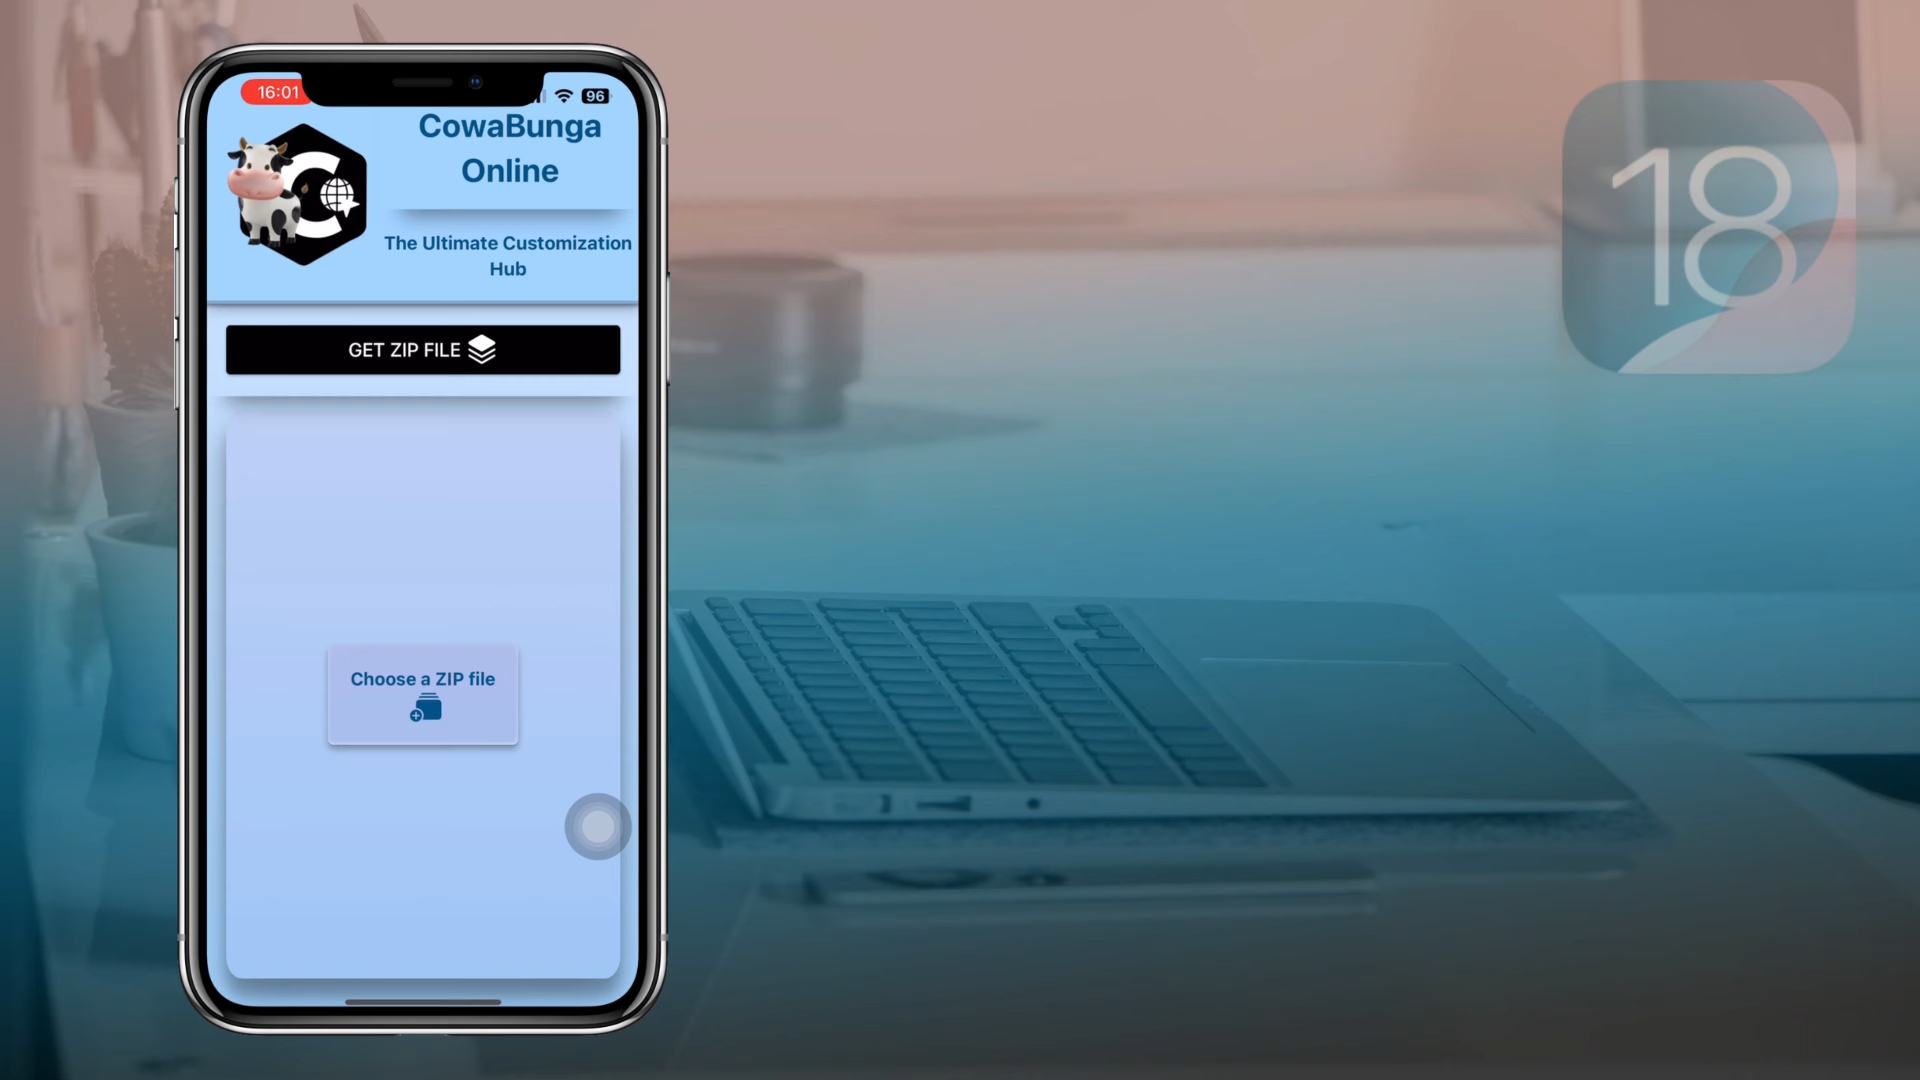 16:01
96
CowaBunga
Online
The Ultimate Customization
Hub
GET ZIP FILE
Choose a ZIP file
18